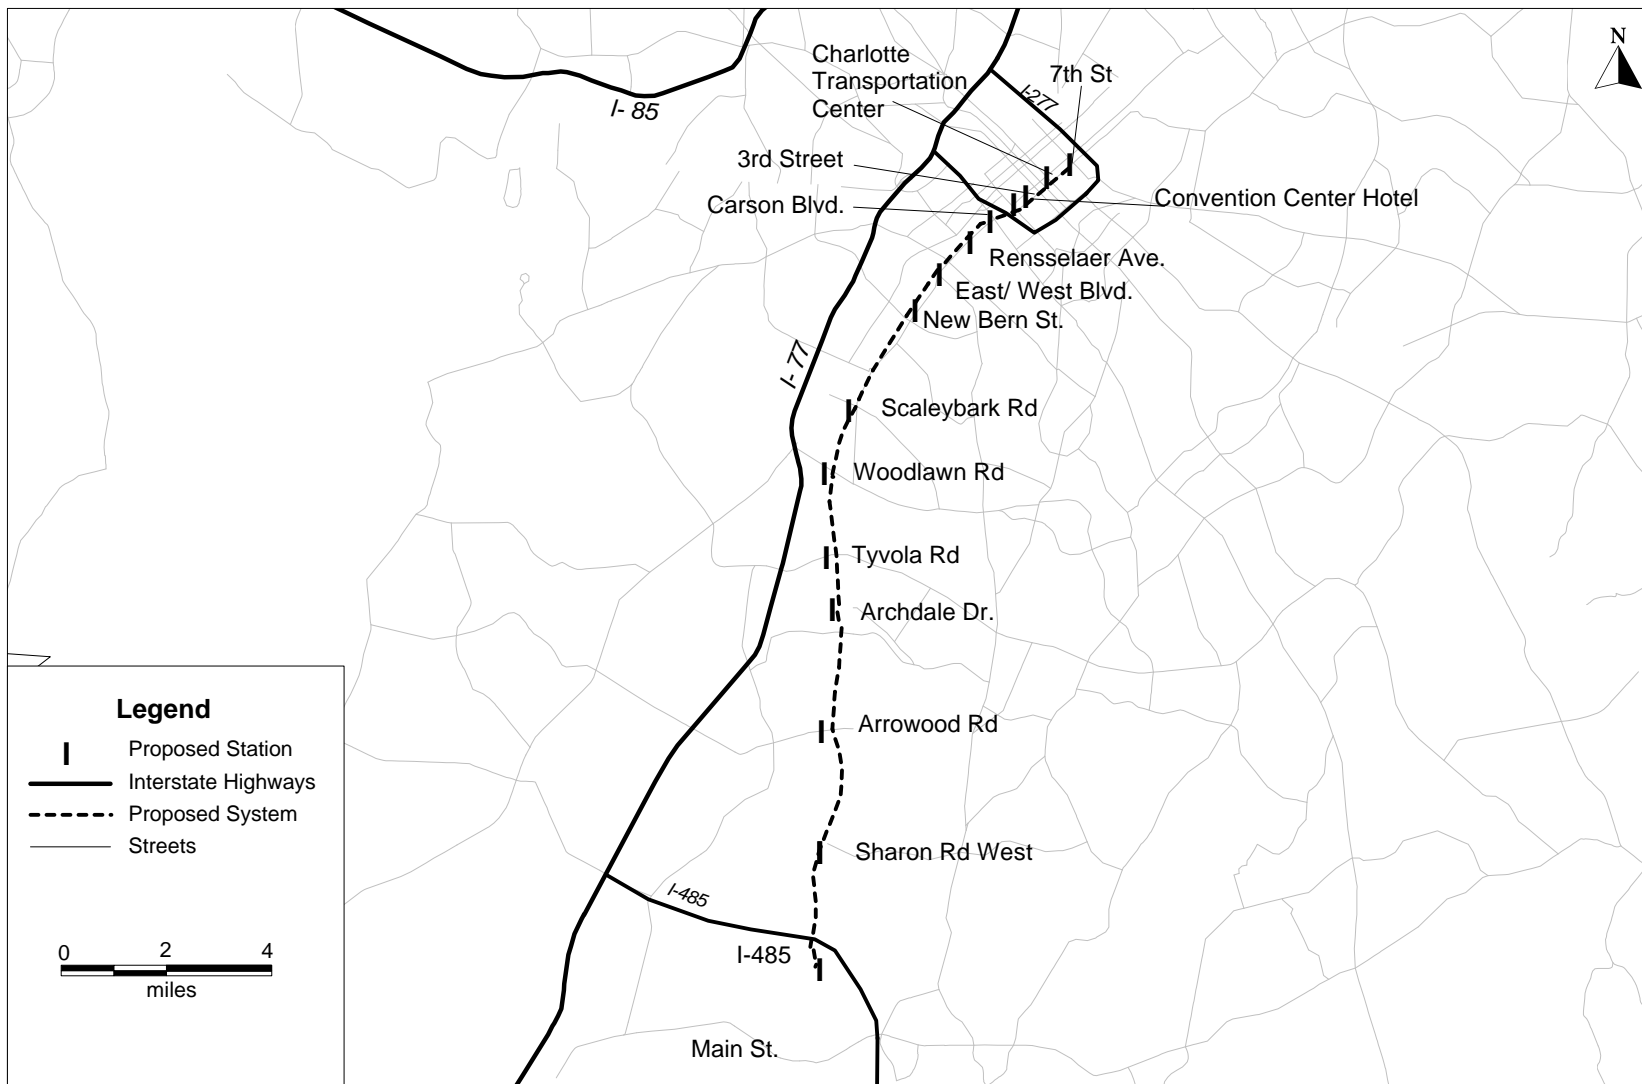 N
Charlotte
Transportation
Center
7th St
I-277
I- 85
3rd Street
Carson Blvd.
Convention Center Hotel
Rensselaer Ave.
East/ West Blvd.
New Bern St.
I- 77
Scaleybark Rd
Woodlawn Rd
Tyvola Rd
Archdale Dr.
Arrowood Rd
Sharon Rd West
I-485
I-485
Main St.
Legend
Proposed Station
Interstate Highways
Proposed System
Streets
0 2 4
miles